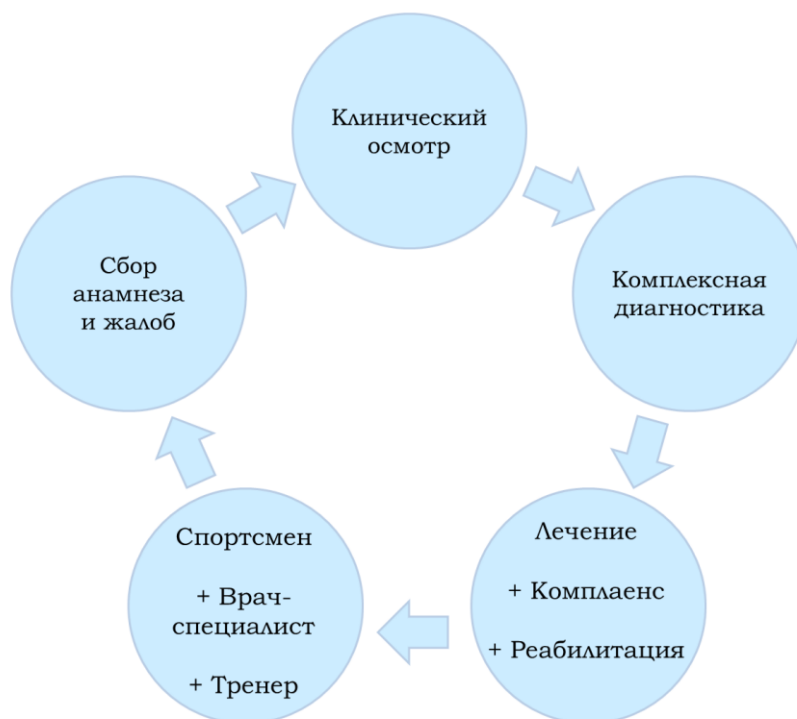 Клинический
осмотр
Комплексная
диагностика
Лечение
+ Комплаенс
+ Реабилитация
Спортсмен
+ Врач-
специалист
+ Тренер
Сбор
анамнеза
и жалоб